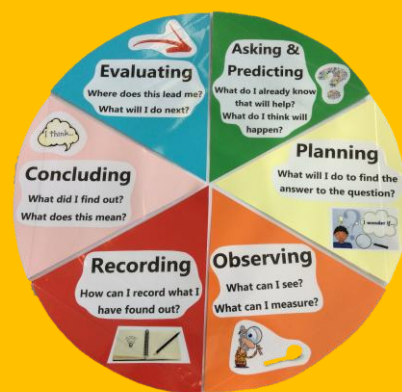 Asking &
Predicting
What do I already know
that will help?
What do I think will
happen?
Planning
What will I do to find the
answer to the question?
I wonder if...
Observing
What can I see?
What can I measure?
Recording
How can I record what I
have found out?
Concluding
What did I find out?
What does this mean?
I think...
Evaluating
Where does this lead me?
What will I do next?